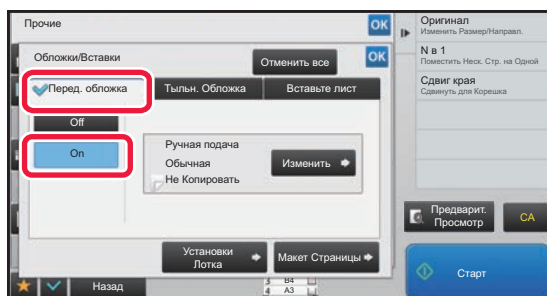 Прочие
OK
Обложки/Вставки
Отменить все
OK
Перед. обложка
Тыльн. Обложка
Вставьте лист
Off
On
Ручная подача
Обычная
Не Копировать
Изменить
Установки
Лотка
Макет Страницы
Назад
3 B4
4 A3
Оригинал
Изменить Размер/Направл.
N в 1
Поместить Неск. Стр. на Одной
Сдвиг края
Сдвинуть для Корешка
Предварит.
Просмотр
CA
Старт